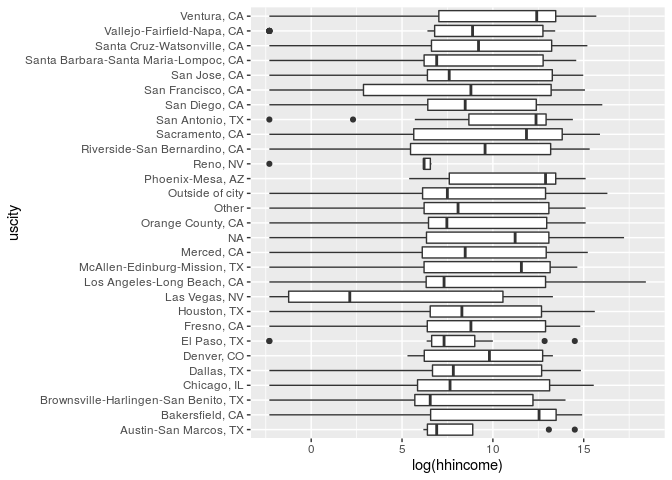 Ventura, CA
Vallejo-Fairfield-Napa, CA
Santa Cruz-Watsonville, CA
Santa Barbara-Santa Maria-Lompoc, CA
San Jose, CA
San Francisco, CA
San Diego, CA
San Antonio, TX
Sacramento, CA
Riverside-San Bernardino, CA
Reno, NV
Phoenix-Mesa, AZ
Outside of city
Other
Orange County, CA
NA
Merced, CA
McAllen-Edinburg-Mission, TX
Los Angeles-Long Beach, CA
Las Vegas, NV
Houston, TX
Fresno, CA
El Paso, TX
Denver, CO
Dallas, TX
Chicago, IL
Brownsville-Harlingen-San Benito, TX
Bakersfield, CA
Austin-San Marcos, TX
uscity
0 5 10 15
log(hhincome)